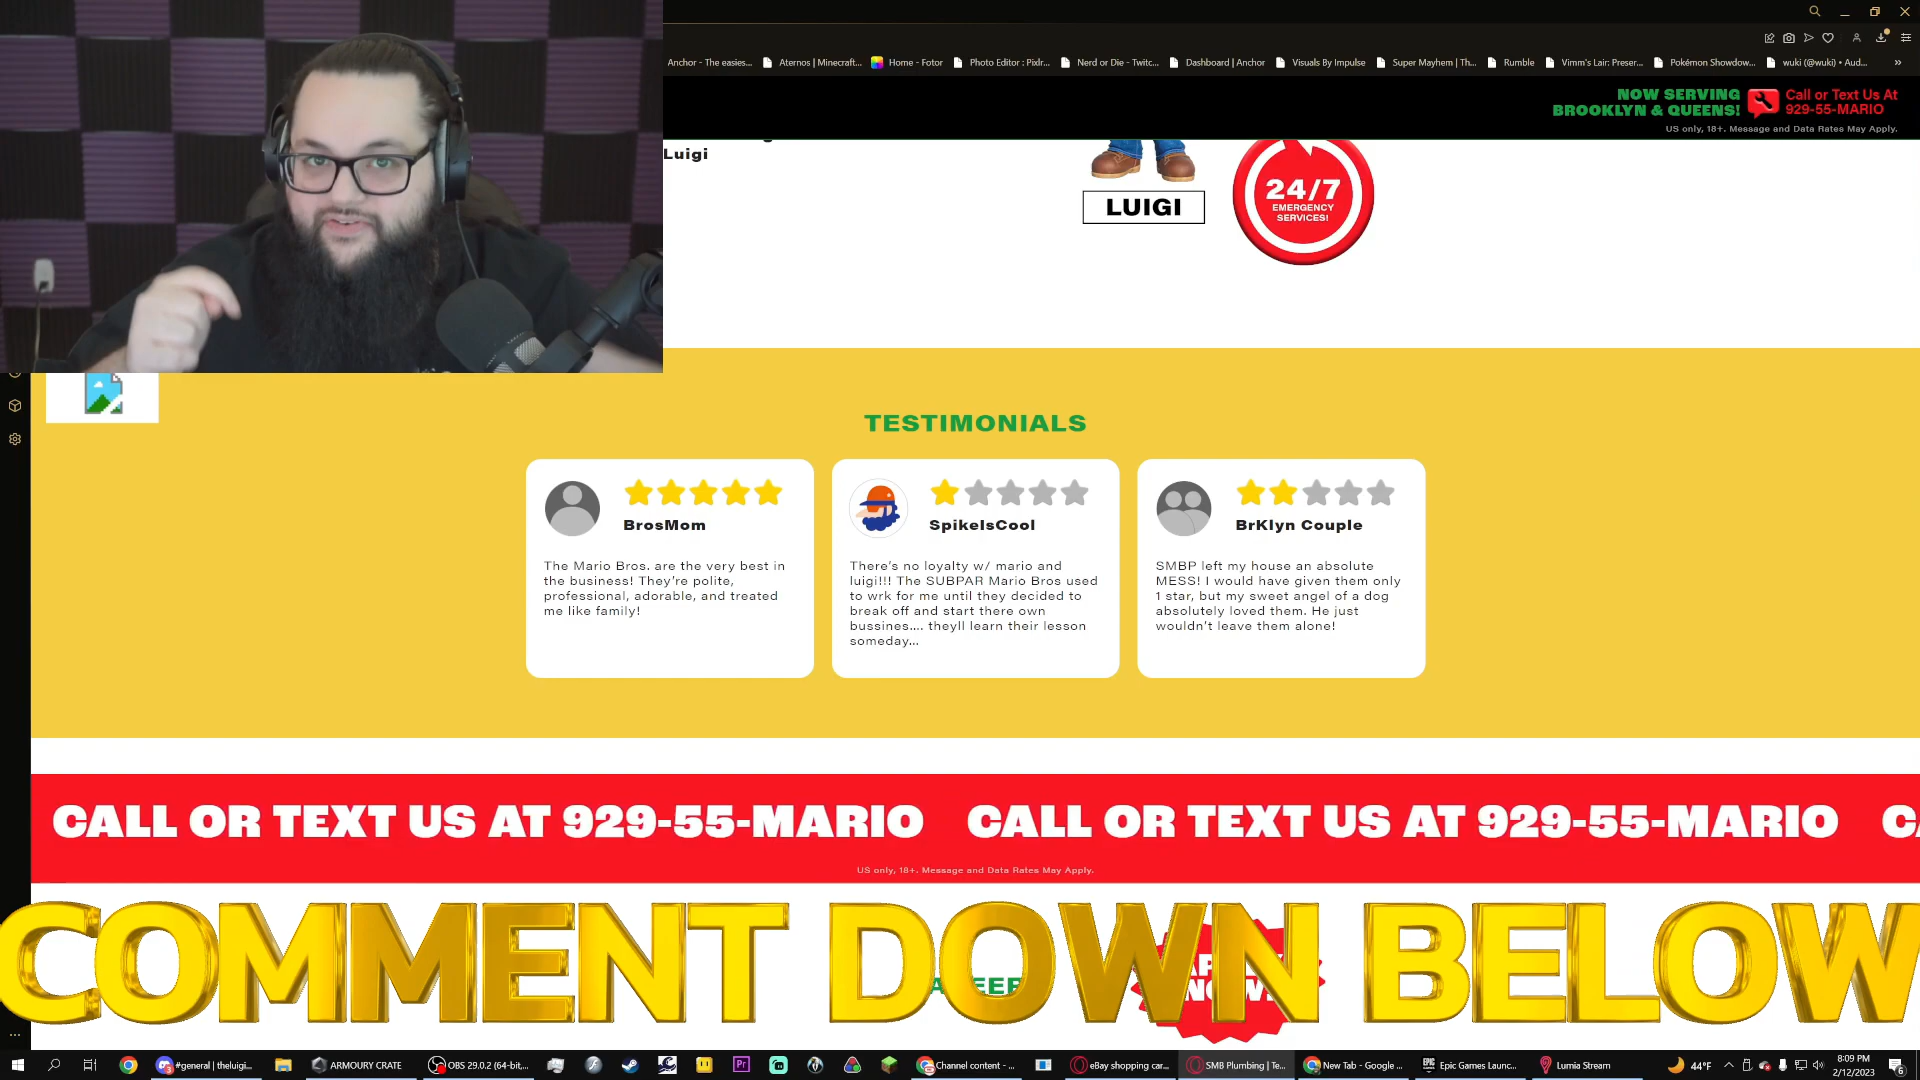 Anchor - The easies...
Aternos | Minecraft...
Home - Fotor
Photo Editor : Pixlr...
Nerd or Die - Twitc...
Dashboard | Anchor
Visuals By Impulse
Super Mayhem | Th...
Rumble
Vimm's Lair: Preser...
Pokémon Showdow...
wuki (@wuki) • Aud...
»
NOW SERVING
BROOKLYN & QUEENS!
Call or Text Us At
929-55-MARIO
US only, 18+. Message and Data Rates May Apply.
Luigi
LUIGI
24/7
EMERGENCY
SERVICES!
TESTIMONIALS
BrosMom
The Mario Bros. are the very best in
the business! They're polite,
professional, adorable, and treated
me like family!
SpikeIsCool
There's no loyalty w/ mario and
luigi!!! The SUBPAR Mario Bros used
to wrk for me until they decided to
break off and start there own
bussines.... theyll learn their lesson
someday...
BrKlyn Couple
SMBP left my house an absolute
MESS! I would have given them only
1 star, but my sweet angel of a dog
absolutely loved them. He just
wouldn't leave them alone!
CALL OR TEXT US AT 929-55-MARIO CALL OR TEXT US AT 929-55-MARIO CA
US only, 18+. Message and Data Rates May Apply.
COMMENT DOWN BELOW
#general | theluigi...
ARMOURY CRATE
OBS 29.0.2 (64-bit,...
Channel content - ...
eBay shopping car...
SMB Plumbing | Te...
New Tab - Google ...
Epic Games Launc...
Lumia Stream
44°F
8:09 PM
2/12/2023
6